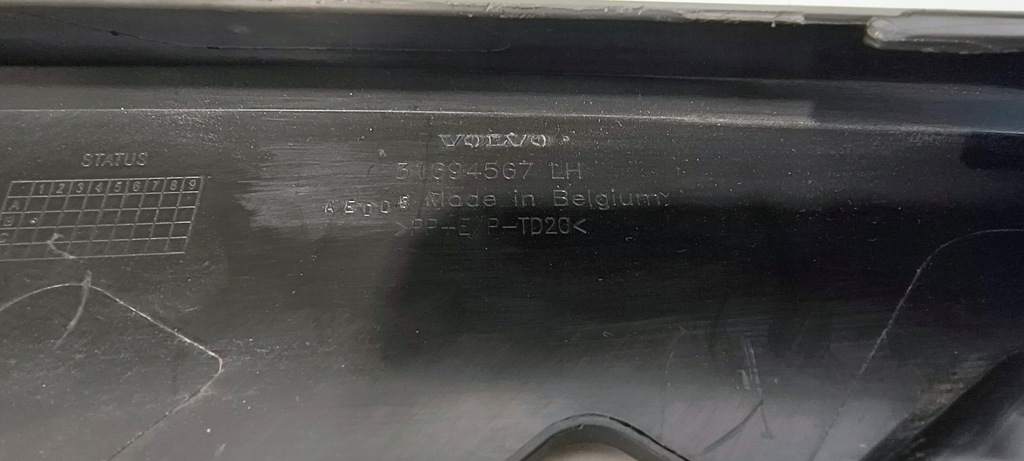 VOLVO
31694567 LH
Made in Belgium
>PP-E/P-TD20<
STATUS
1 2 3 4 5 6 7 8 9
A
B
C